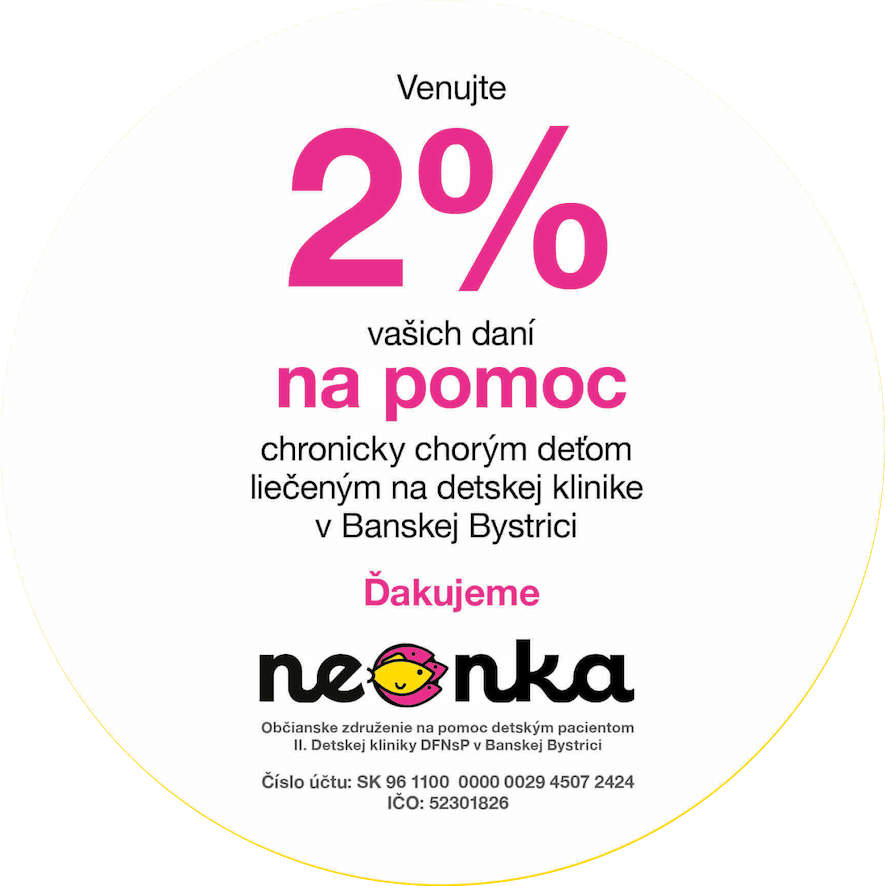 Venujte
2%
vašich daní
na pomoc
chronicky chorým deťom
liečeným na detskej klinike
v Banskej Bystrici
Ďakujeme
neonka
Občianske združenie na pomoc detským pacientom
II. Detskej kliniky DFNsP v Banskej Bystrici
Číslo účtu: SK 96 1100 0000 0029 4507 2424
IČO: 52301826